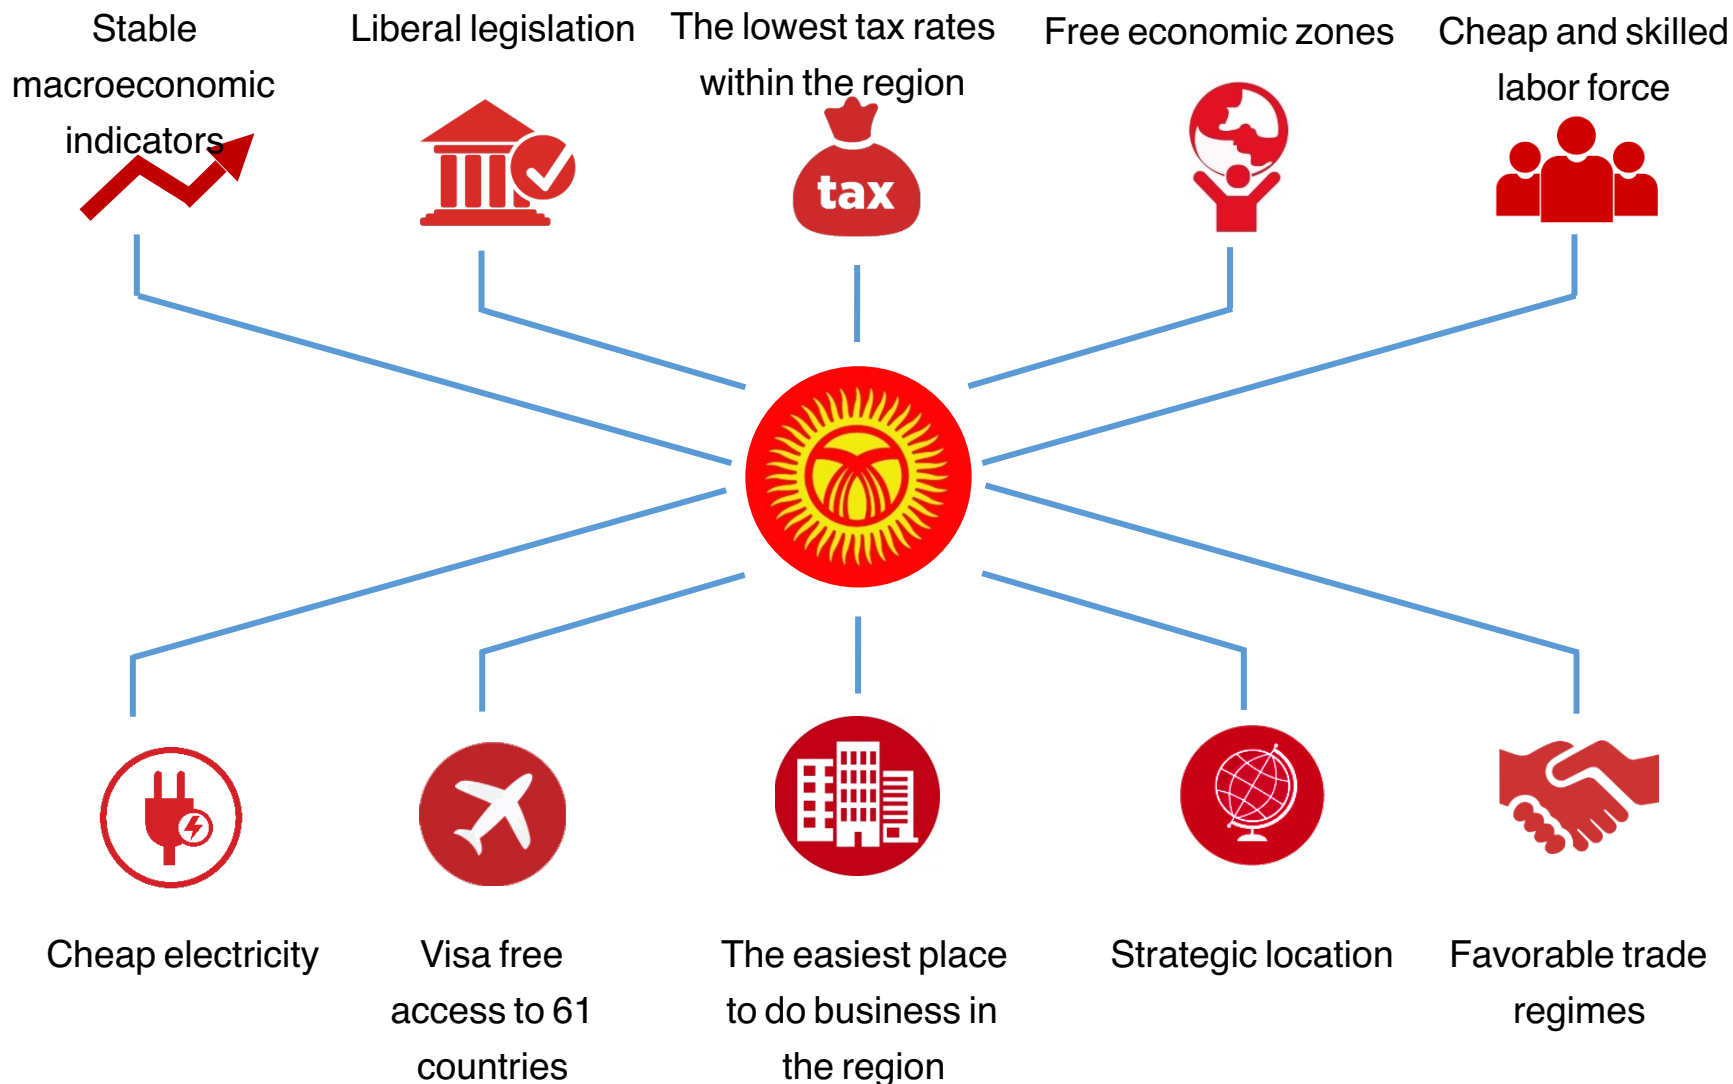 Stable
macroeconomic
indicators
Liberal legislation
The lowest tax rates
within the region
Free economic zones
Cheap and skilled
labor force
tax
Cheap electricity
Visa free
access to 61
countries
The easiest place
to do business in
the region
Strategic location
Favorable trade
regimes